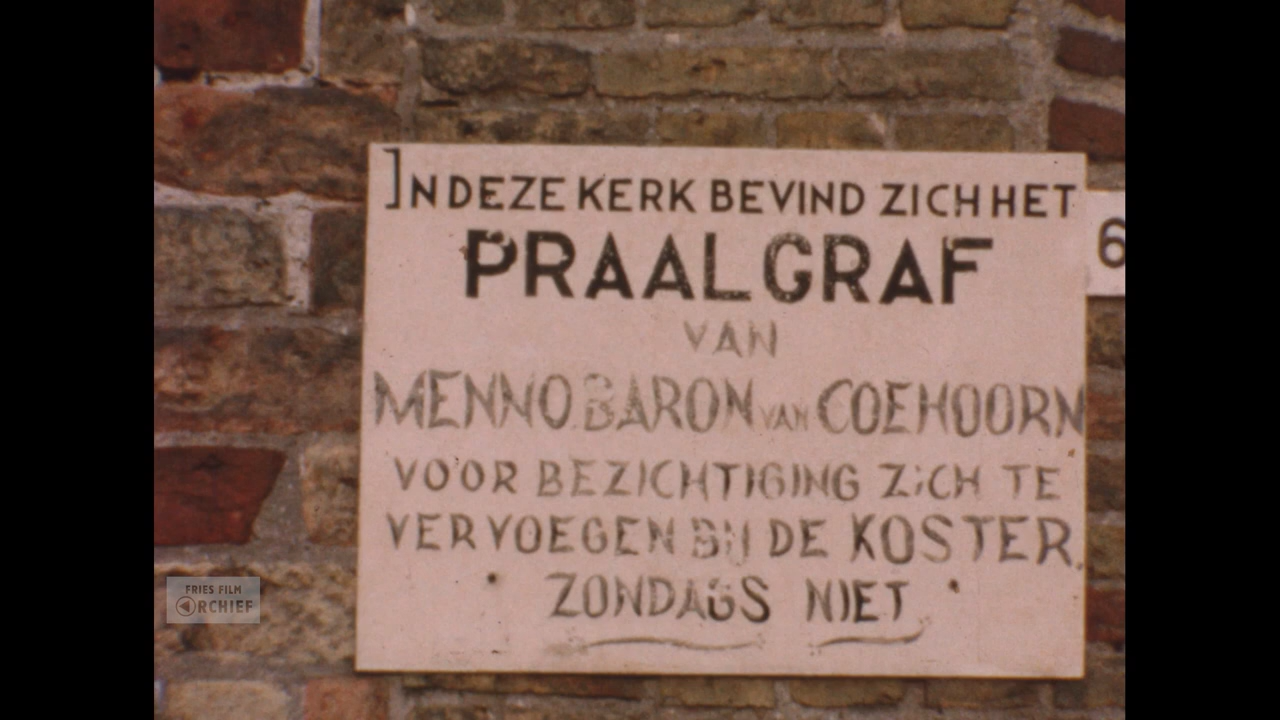 IN DEZE KERK BEVIND ZICH HET
PRAALGRAF
VAN
MENNO BARON VAN COEHOORN
VOOR BEZICHTIGING ZICH TE
VERVOEGEN BIJ DE KOSTER.
ZONDAGS NIET
6
FRIES FILM
ARCHIEF